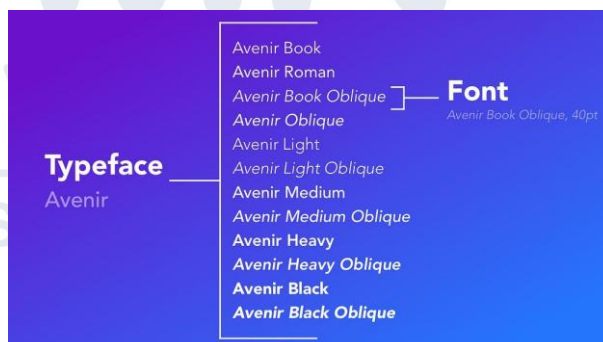 Typeface
Avenir
Avenir Book
Avenir Roman
Avenir Book Oblique
Avenir Oblique
Avenir Light
Avenir Light Oblique
Avenir Medium
Avenir Medium Oblique
Avenir Heavy
Avenir Heavy Oblique
Avenir Black
Avenir Black Oblique
Font
Avenir Book Oblique, 40pt